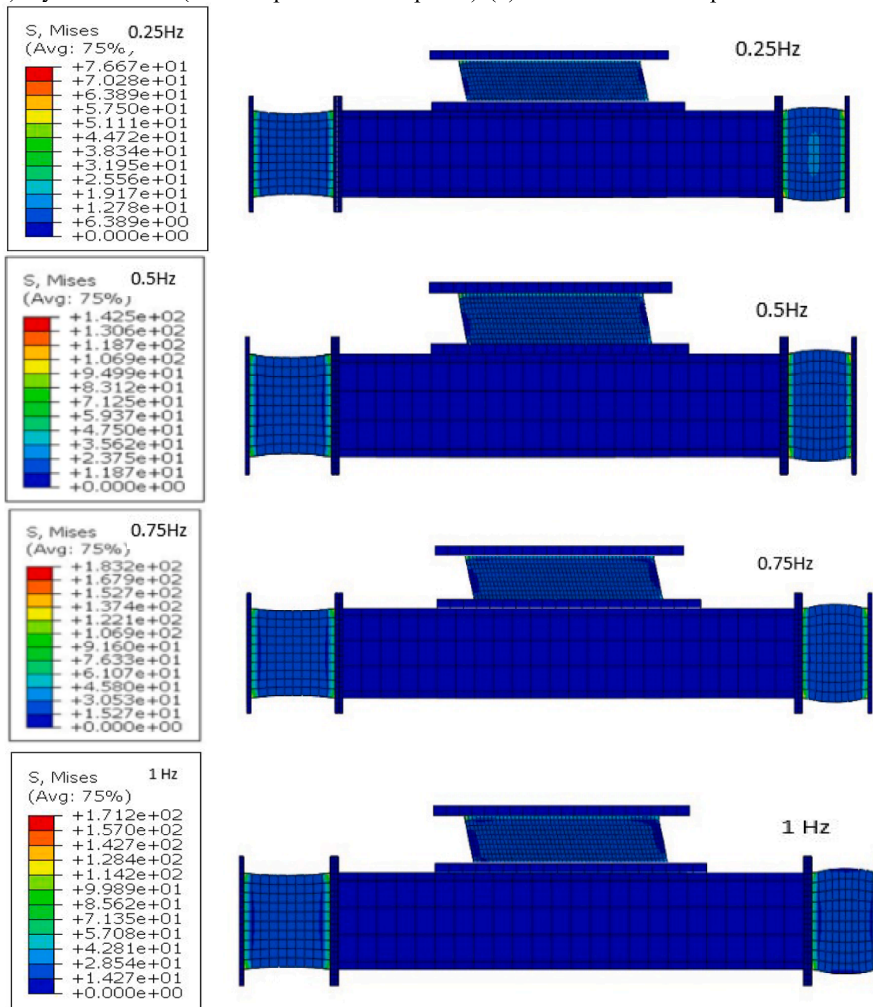 S, Mises 0.25Hz
(Avg: 75%)
+7.667e+01
+7.028e+01
+6.389e+01
+5.750e+01
+5.111e+01
+4.472e+01
+3.834e+01
+3.195e+01
+2.556e+01
+1.917e+01
+1.278e+01
+6.389e+00
+0.000e+00
0.25Hz
S, Mises 0.5Hz
(Avg: 75%)
+1.425e+02
+1.306e+02
+1.187e+02
+1.069e+02
+9.499e+01
+8.312e+01
+7.125e+01
+5.937e+01
+4.750e+01
+3.562e+01
+2.375e+01
+1.187e+01
+0.000e+00
0.5Hz
S, Mises 0.75Hz
(Avg: 75%)
+1.832e+02
+1.679e+02
+1.527e+02
+1.374e+02
+1.221e+02
+1.069e+02
+9.160e+01
+7.633e+01
+6.107e+01
+4.580e+01
+3.053e+01
+1.527e+01
+0.000e+00
0.75Hz
S, Mises 1 Hz
(Avg: 75%)
+1.712e+02
+1.570e+02
+1.427e+02
+1.284e+02
+1.142e+02
+9.989e+01
+8.562e+01
+7.135e+01
+5.708e+01
+4.281e+01
+2.854e+01
+1.427e+01
+0.000e+00
1 Hz